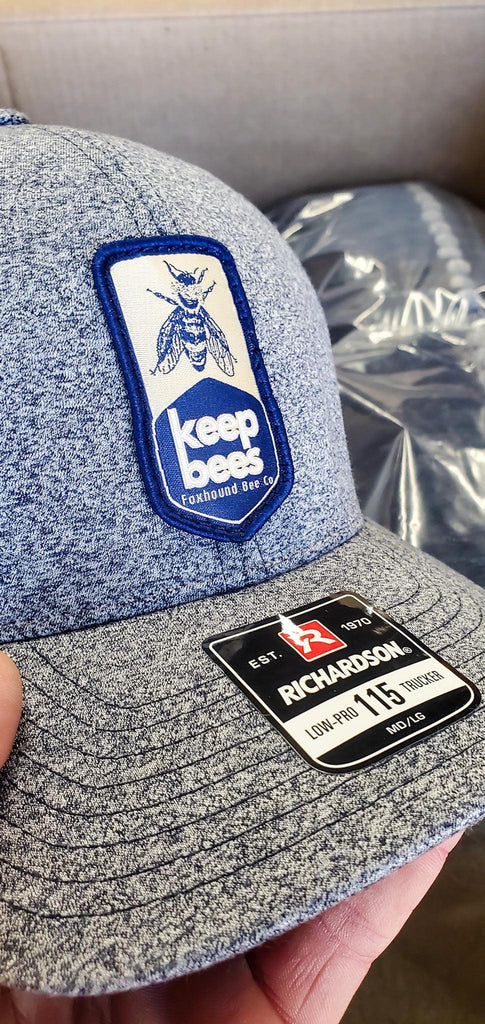 keep
bees
Foxhound Bee Co
EST. R 1970
RICHARDSON®
LOW-PRO 115 TRUCKER
MD/LG